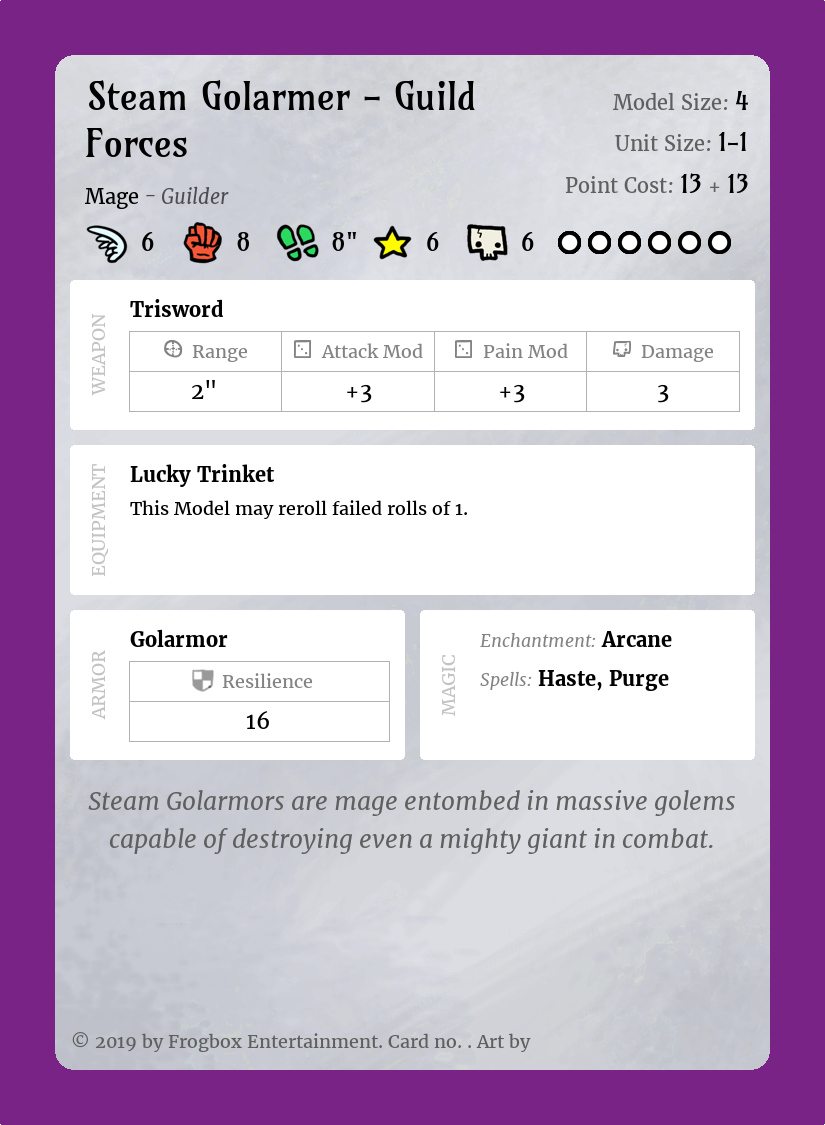 Steam Golarmer – Guild
Forces
Mage – Guilder
Model Size: 4
Unit Size: 1–1
Point Cost: 13 + 13
6 8 8" 6 6
WEAPON
Trisword
Range Attack Mod Pain Mod Damage
2" +3 +3 3
EQUIPMENT
Lucky Trinket
This Model may reroll failed rolls of 1.
ARMOR
Golarmor
Resilience
16
MAGIC
Enchantment: Arcane
Spells: Haste, Purge
Steam Golarmors are mage entombed in massive golems
capable of destroying even a mighty giant in combat.
© 2019 by Frogbox Entertainment. Card no. . Art by